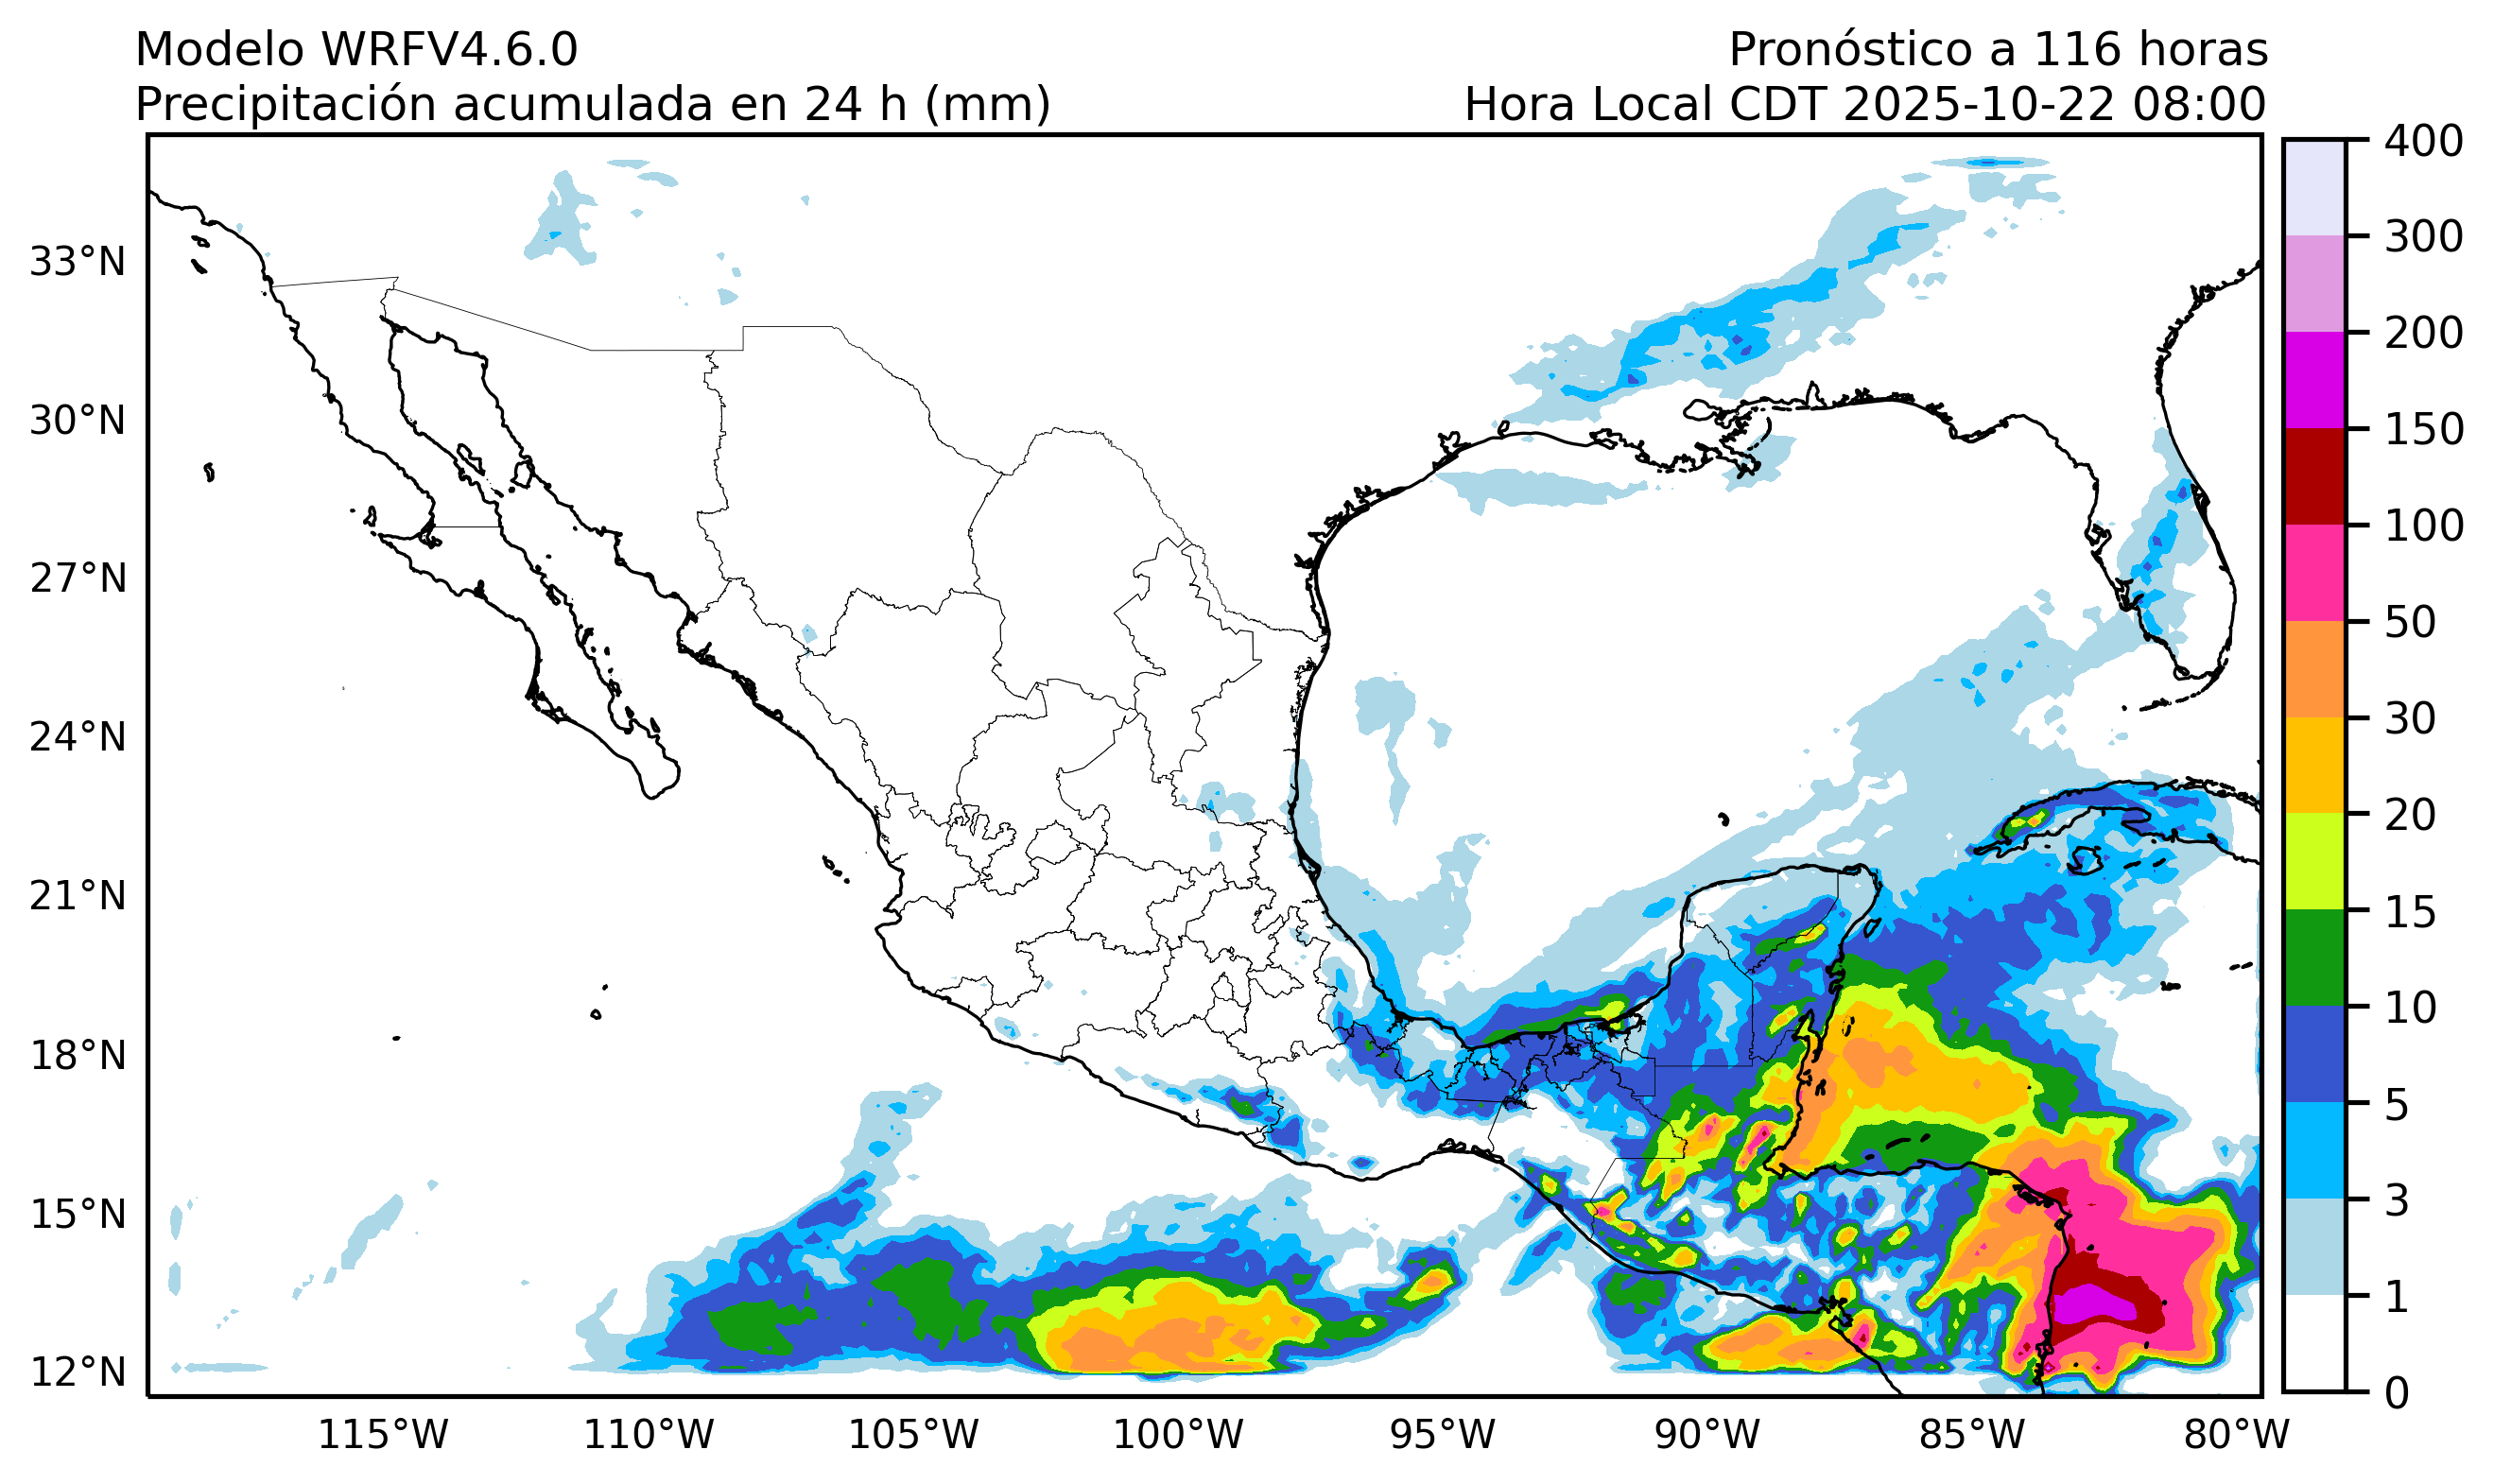 Modelo WRFV4.6.0
Pronóstico a 116 horas
Precipitación acumulada en 24 h (mm)
Hora Local CDT 2025-10-22 08:00
33°N
30°N
27°N
24°N
21°N
18°N
15°N
12°N
115°W
110°W
105°W
100°W
95°W
90°W
85°W
80°W
400
300
200
150
100
50
30
20
15
10
5
3
1
0